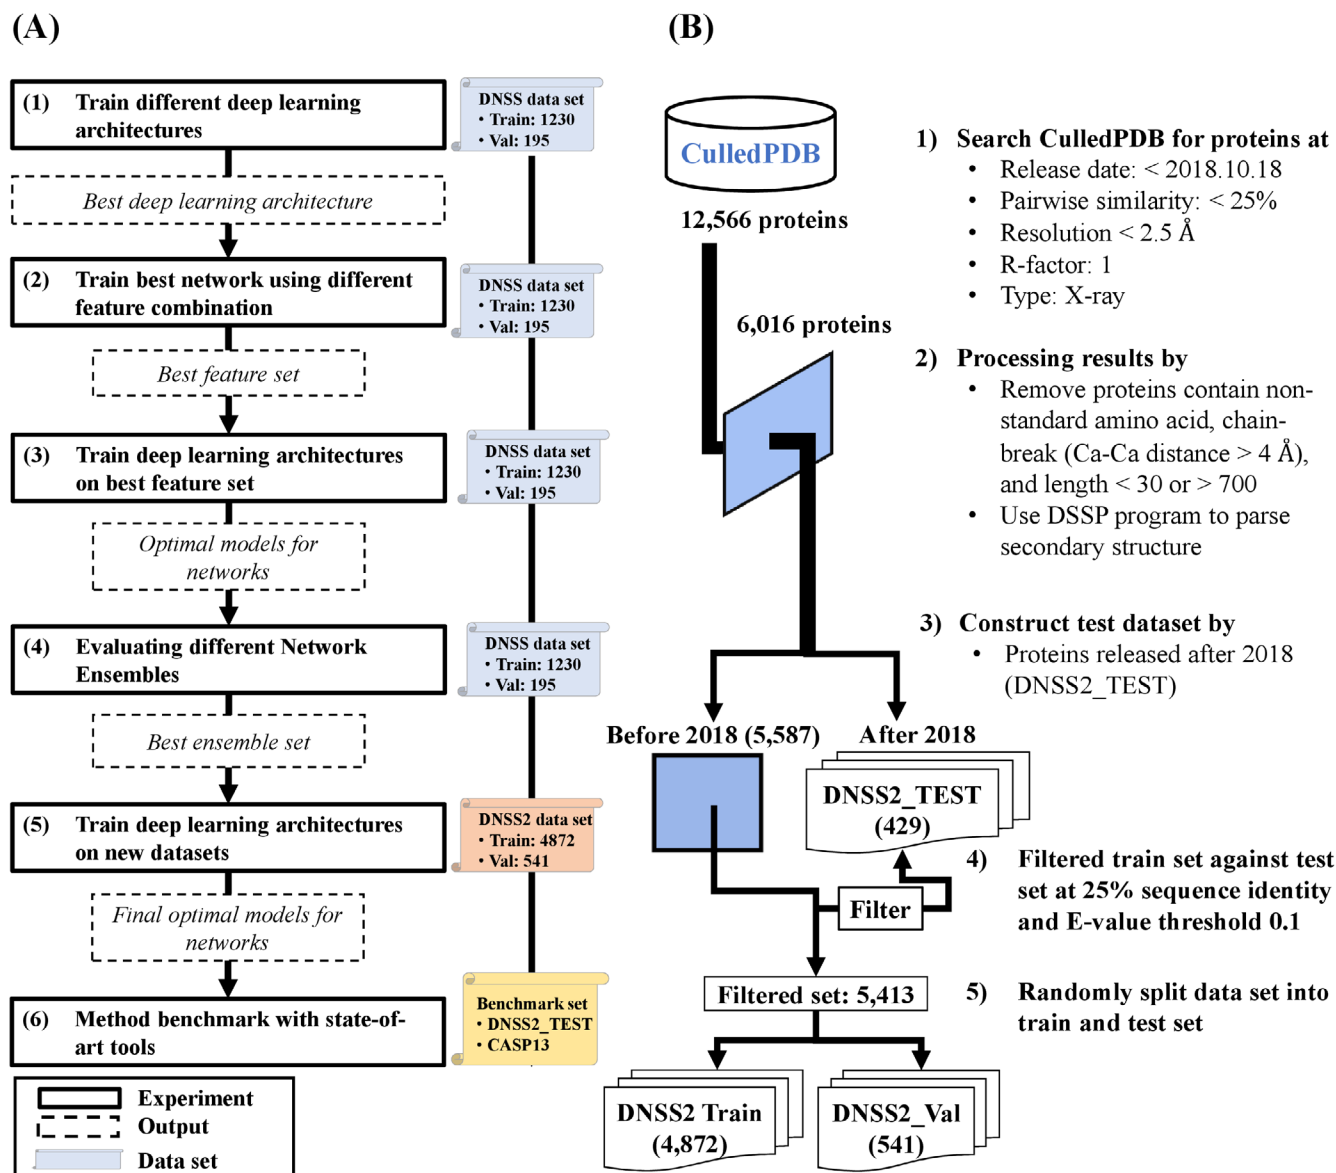 (A)
(1) Train different deep learning
architectures
DNSS data set
• Train: 1230
• Val: 195
Best deep learning architecture
(2) Train best network using different
feature combination
DNSS data set
• Train: 1230
• Val: 195
Best feature set
(3) Train deep learning architectures
on best feature set
DNSS data set
• Train: 1230
• Val: 195
Optimal models for
networks
(4) Evaluating different Network
Ensembles
DNSS data set
• Train: 1230
• Val: 195
Best ensemble set
(5) Train deep learning architectures
on new datasets
DNSS2 data set
• Train: 4872
• Val: 541
Final optimal models for
networks
(6) Method benchmark with state-of-
art tools
Benchmark set
• DNSS2_TEST
• CASP13
Experiment
Output
Data set
(B)
CulledPDB
12,566 proteins
6,016 proteins
Before 2018 (5,587)
After 2018
DNSS2_TEST
(429)
Filter
Filtered set: 5,413
DNSS2 Train
(4,872)
DNSS2_Val
(541)
1) Search CulledPDB for proteins at
• Release date: < 2018.10.18
• Pairwise similarity: < 25%
• Resolution < 2.5 Å
• R-factor: 1
• Type: X-ray
2) Processing results by
• Remove proteins contain non-
standard amino acid, chain-
break (Ca-Ca distance > 4 Å),
and length < 30 or > 700
• Use DSSP program to parse
secondary structure
3) Construct test dataset by
• Proteins released after 2018
(DNSS2_TEST)
4) Filtered train set against test
set at 25% sequence identity
and E-value threshold 0.1
5) Randomly split data set into
train and test set